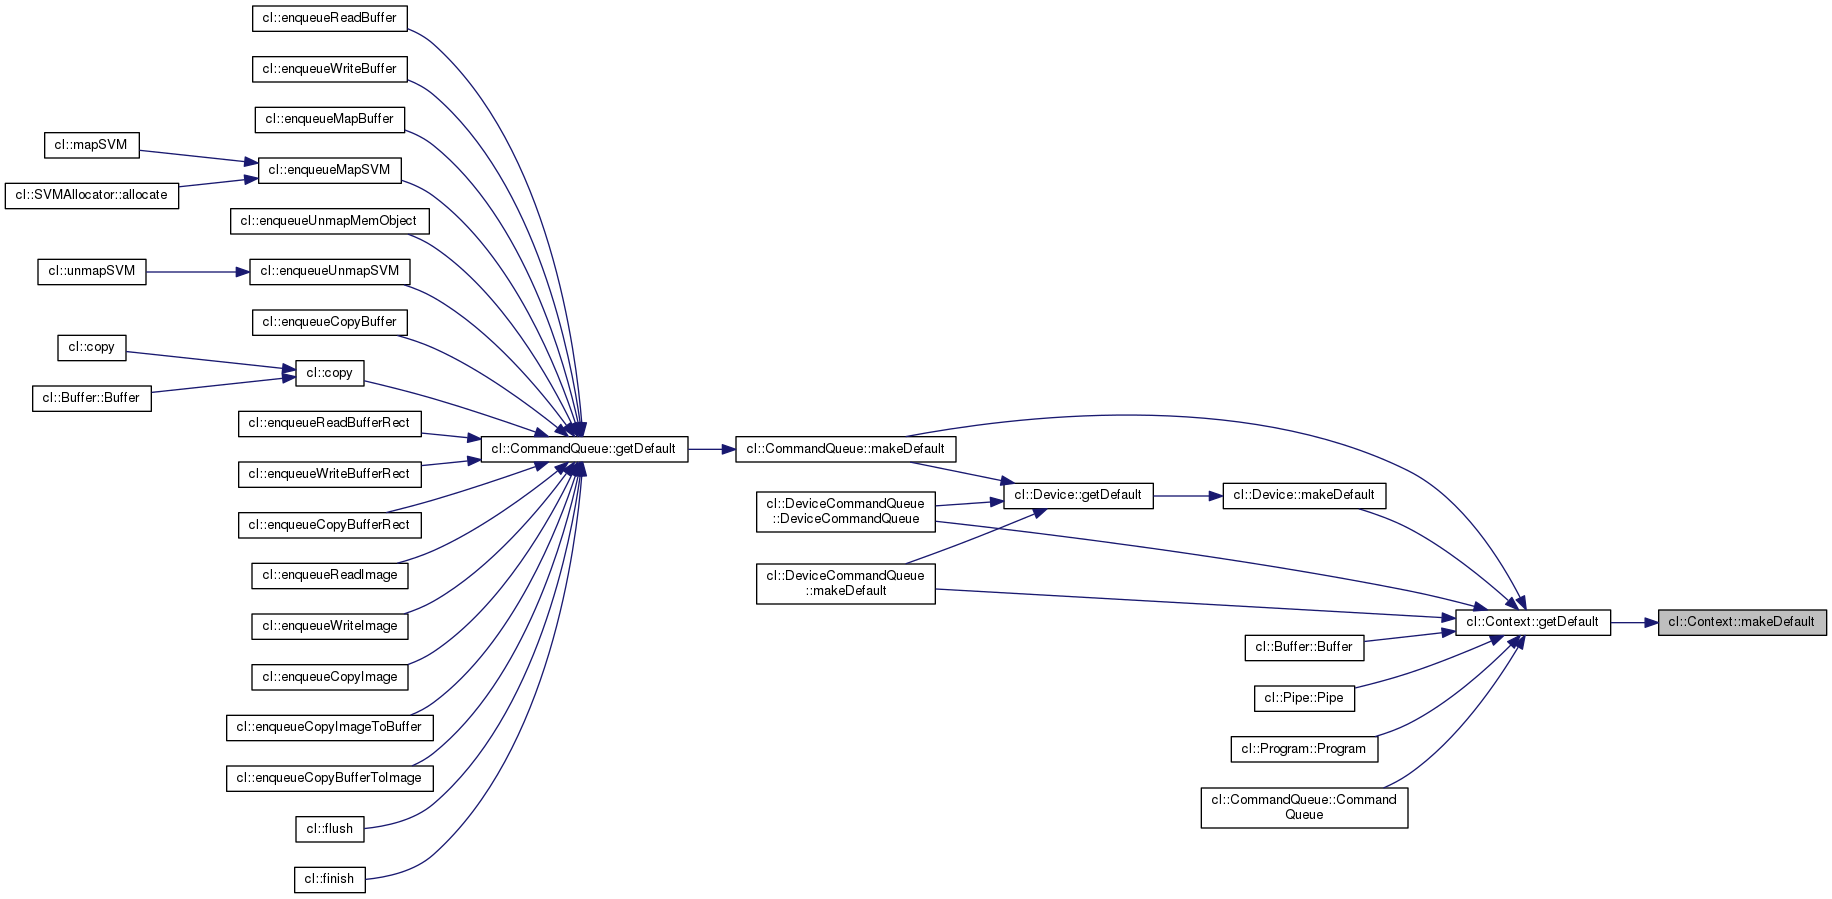 cl::enqueueReadBuffer
cl::enqueueWriteBuffer
cl::enqueueMapBuffer
cl::mapSVM
cl::enqueueMapSVM
cl::SVMAllocator::allocate
cl::enqueueUnmapMemObject
cl::unmapSVM
cl::enqueueUnmapSVM
cl::enqueueCopyBuffer
cl::copy
cl::copy
cl::Buffer::Buffer
cl::enqueueReadBufferRect
cl::CommandQueue::getDefault
cl::CommandQueue::makeDefault
cl::enqueueWriteBufferRect
cl::Device::getDefault
cl::Device::makeDefault
cl::DeviceCommandQueue
::DeviceCommandQueue
cl::enqueueCopyBufferRect
cl::enqueueReadImage
cl::DeviceCommandQueue
::makeDefault
cl::enqueueWriteImage
cl::Context::getDefault
cl::Context::makeDefault
cl::Buffer::Buffer
cl::enqueueCopyImage
cl::Pipe::Pipe
cl::enqueueCopyImageToBuffer
cl::Program::Program
cl::enqueueCopyBufferToImage
cl::CommandQueue::Command
Queue
cl::flush
cl::finish